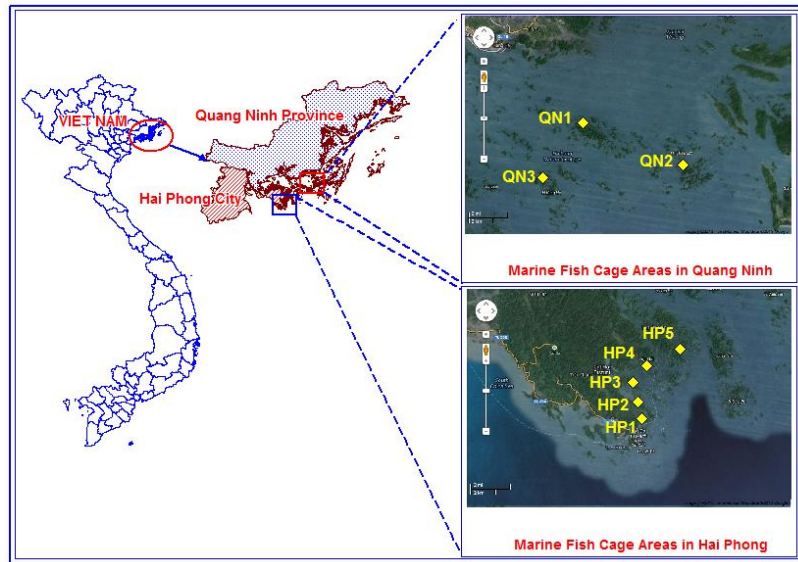 VIET NAM
Quang Ninh Province
Hai Phong City
QN1
QN2
QN3
Marine Fish Cage Areas in Quang Ninh
HP5
HP4
HP3
HP2
HP1
Marine Fish Cage Areas in Hai Phong